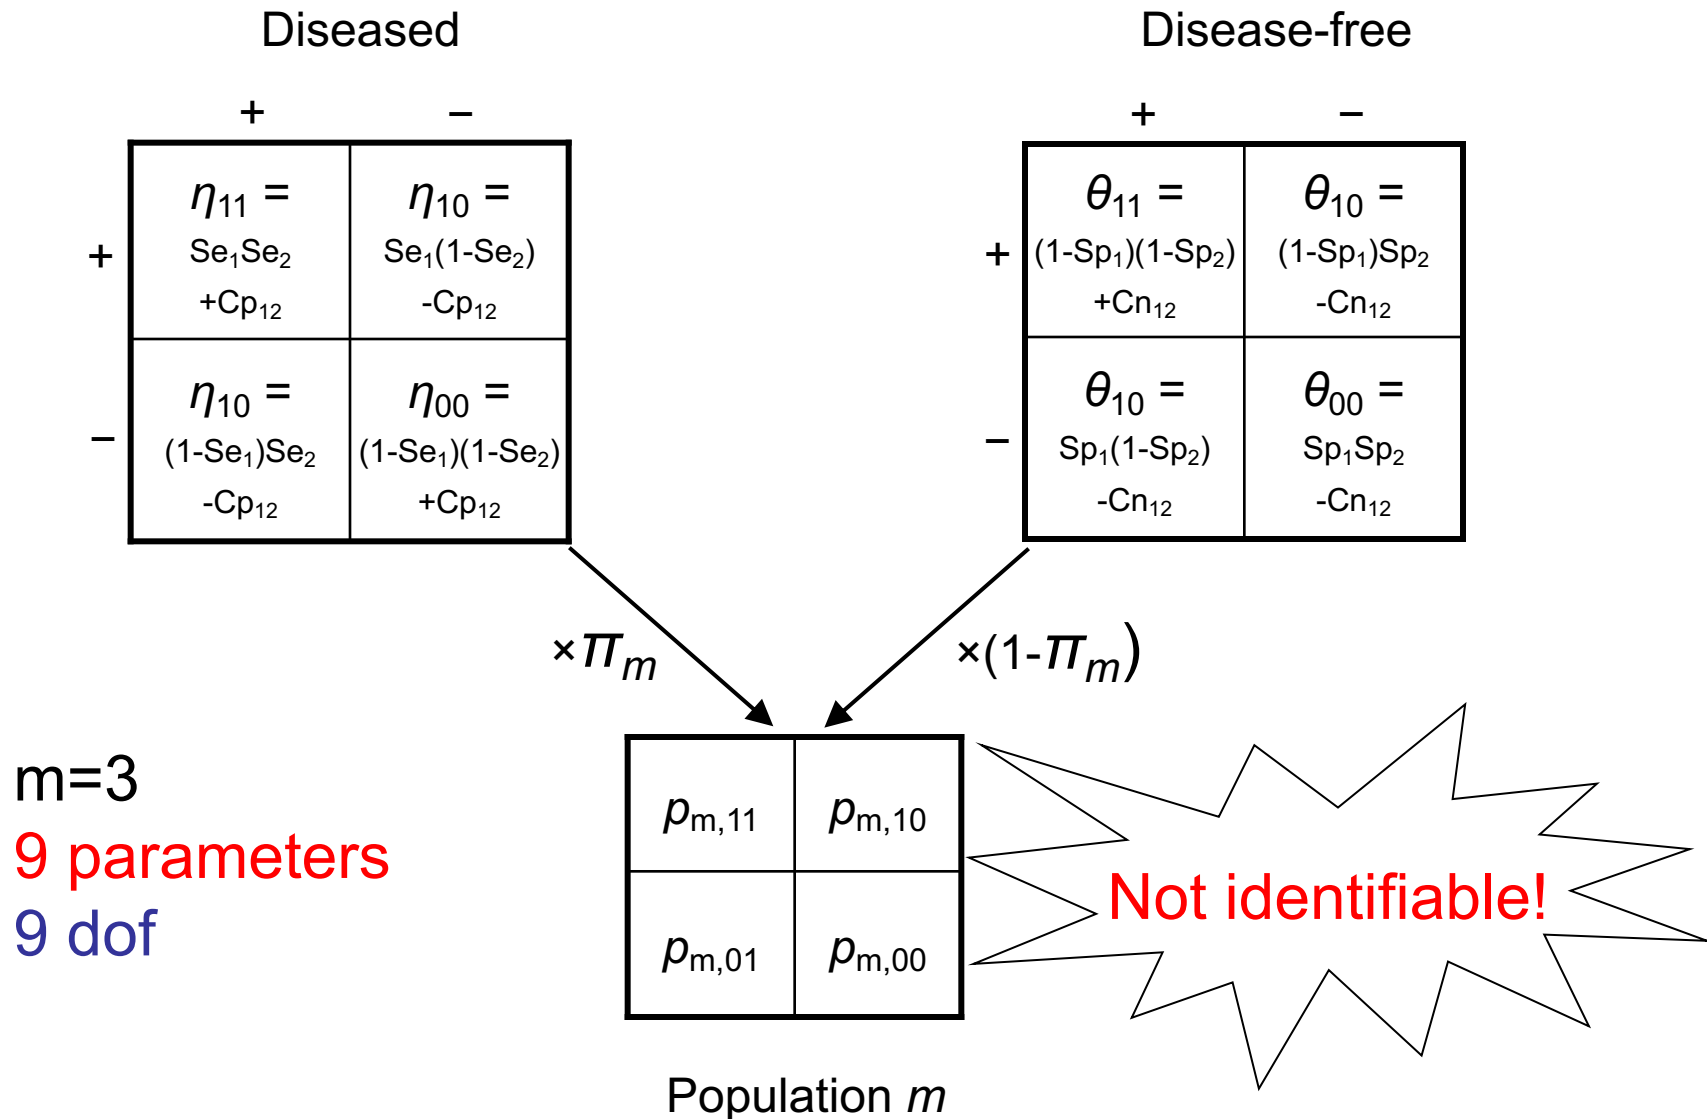 Diseased
Disease-free
+ −
+ −
+
η11 =
Se1Se2
+Cp12
η10 =
Se1(1-Se2)
-Cp12
−
η10 =
(1-Se1)Se2
-Cp12
η00 =
(1-Se1)(1-Se2)
+Cp12
+
θ11 =
(1-Sp1)(1-Sp2)
+Cn12
θ10 =
(1-Sp1)Sp2
-Cn12
−
θ10 =
Sp1(1-Sp2)
-Cn12
θ00 =
Sp1Sp2
-Cn12
×πm
×(1-πm)
m=3
9 parameters
9 dof
pm,11 pm,10
pm,01 pm,00
Not identifiable!
Population m